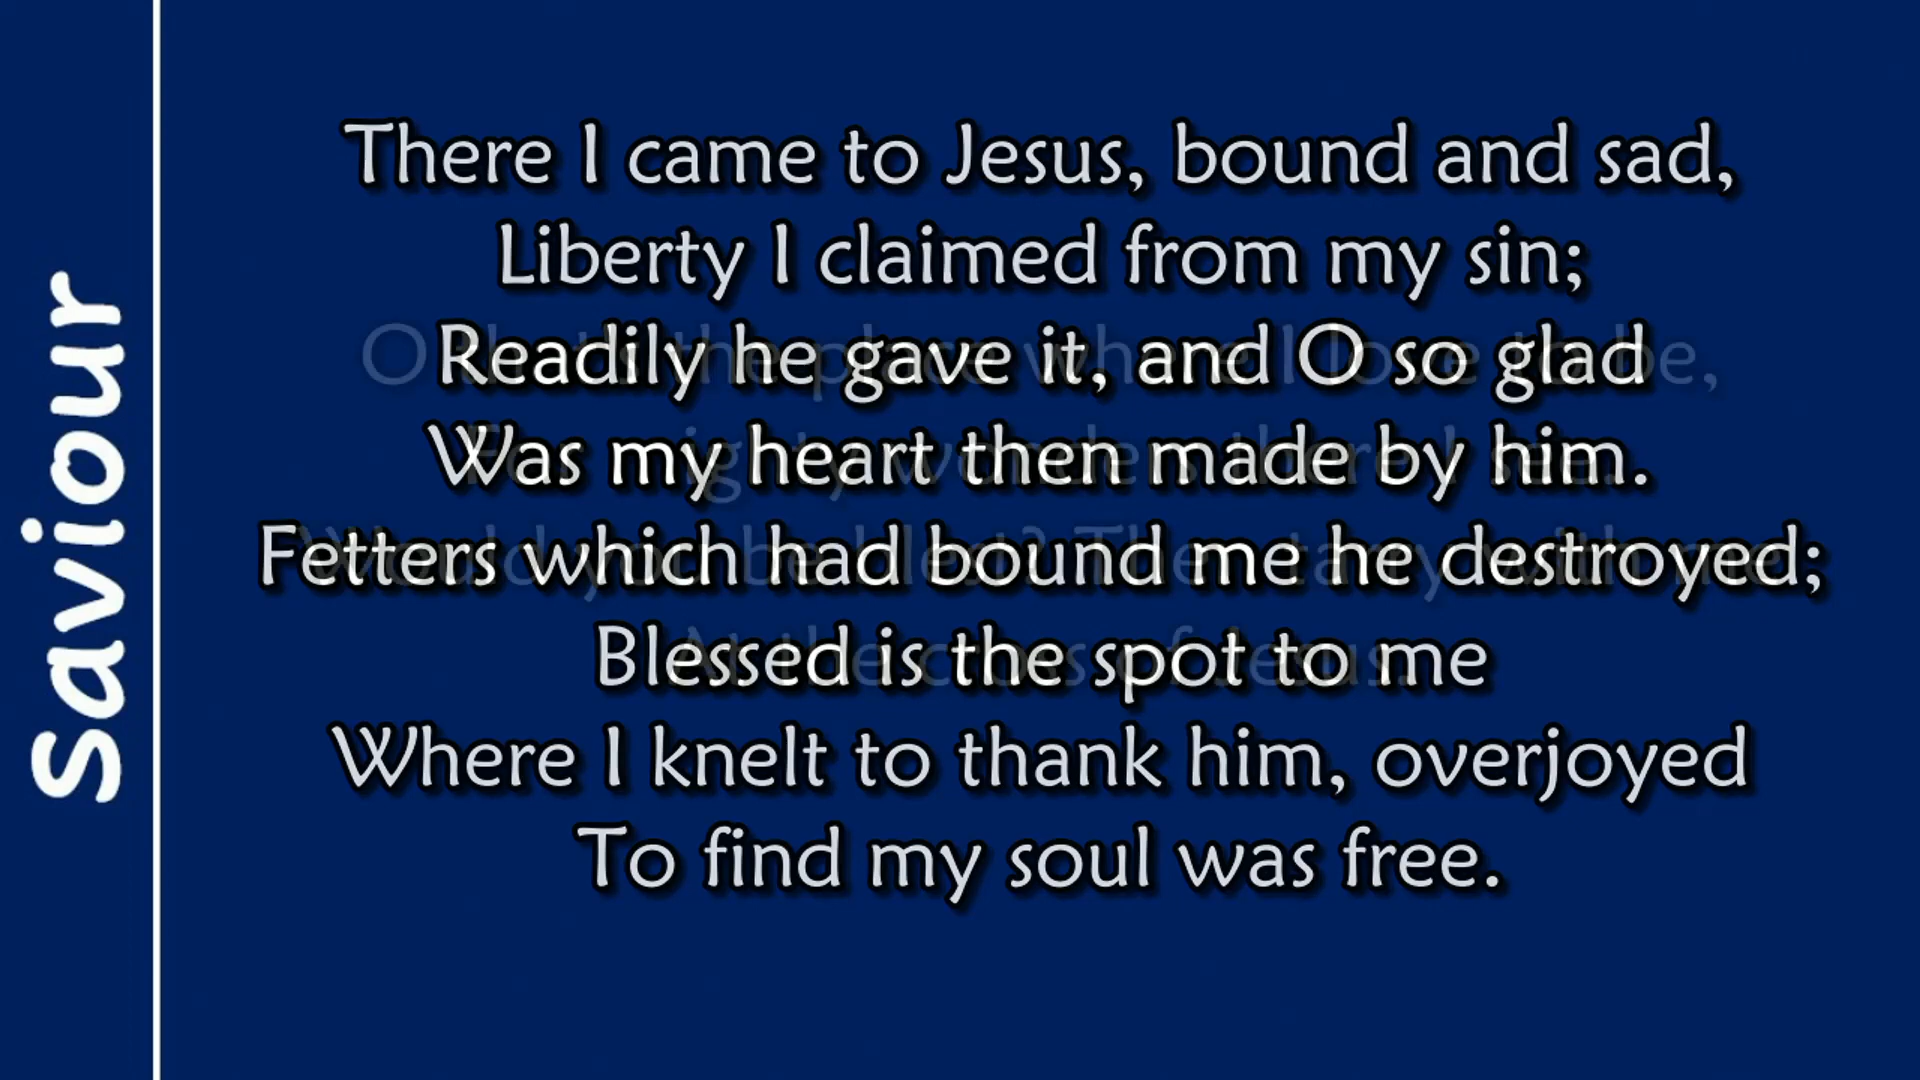 Saviour
There I came to Jesus, bound and sad,
Liberty I claimed from my sin;
Readily he gave it, and O so glad
Was my heart then made by him.
Fetters which had bound me he destroyed;
Blessed is the spot to me
Where I knelt to thank him, overjoyed
To find my soul was free.